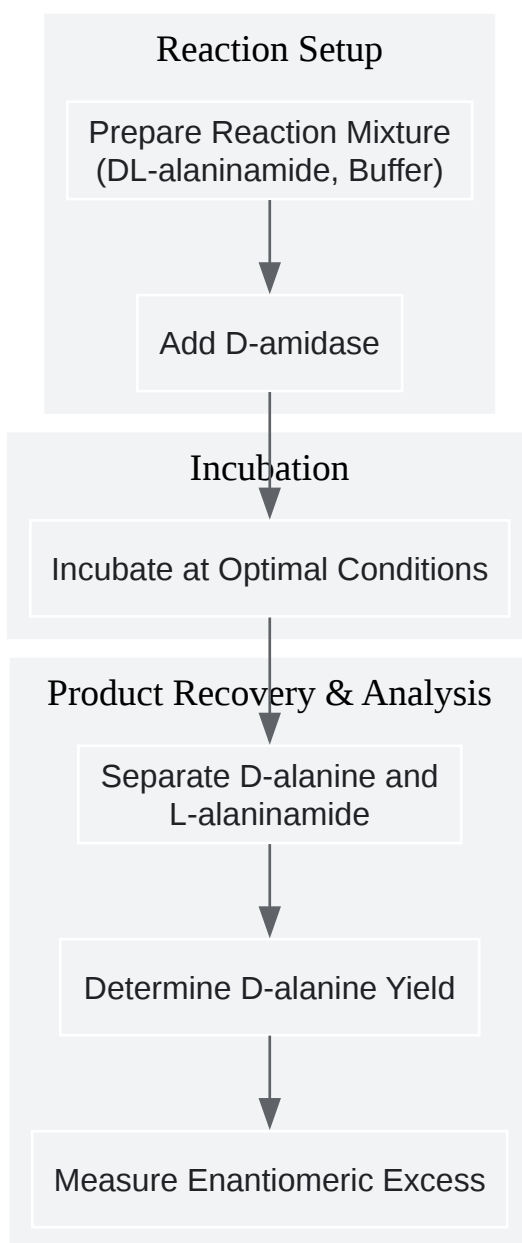 Reaction Setup
Prepare Reaction Mixture
(DL-alaninamide, Buffer)
Add D-amidase
Incubation
Incubate at Optimal Conditions
Product Recovery & Analysis
Separate D-alanine and
L-alaninamide
Determine D-alanine Yield
Measure Enantiomeric Excess